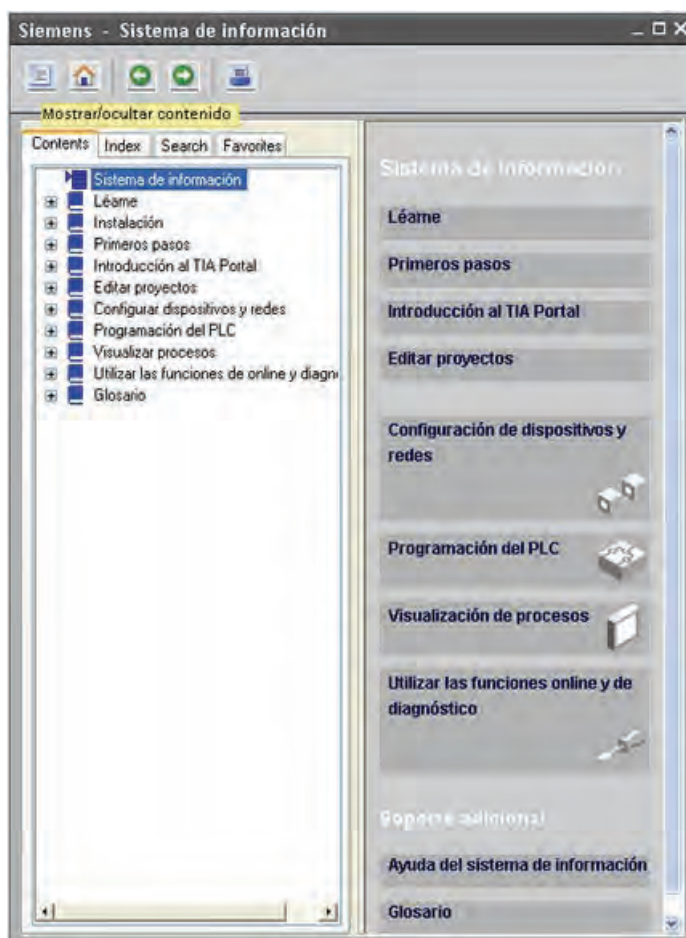 Siemens - Sistema de información
Mostrar/ocultar contenido
Contents Index Search Favorites
Sistema de información
Léame
Instalación
Primeros pasos
Introducción al TIA Portal
Editar proyectos
Configurar dispositivos y redes
Programación del PLC
Visualizar procesos
Utilizar las funciones de online y diagn
Glosario
Sistema de información
Léame
Primeros pasos
Introducción al TIA Portal
Editar proyectos
Configuración de dispositivos y
redes
Programación del PLC
Visualización de procesos
Utilizar las funciones online y de
diagnóstico
Soporte adicional
Ayuda del sistema de información
Glosario